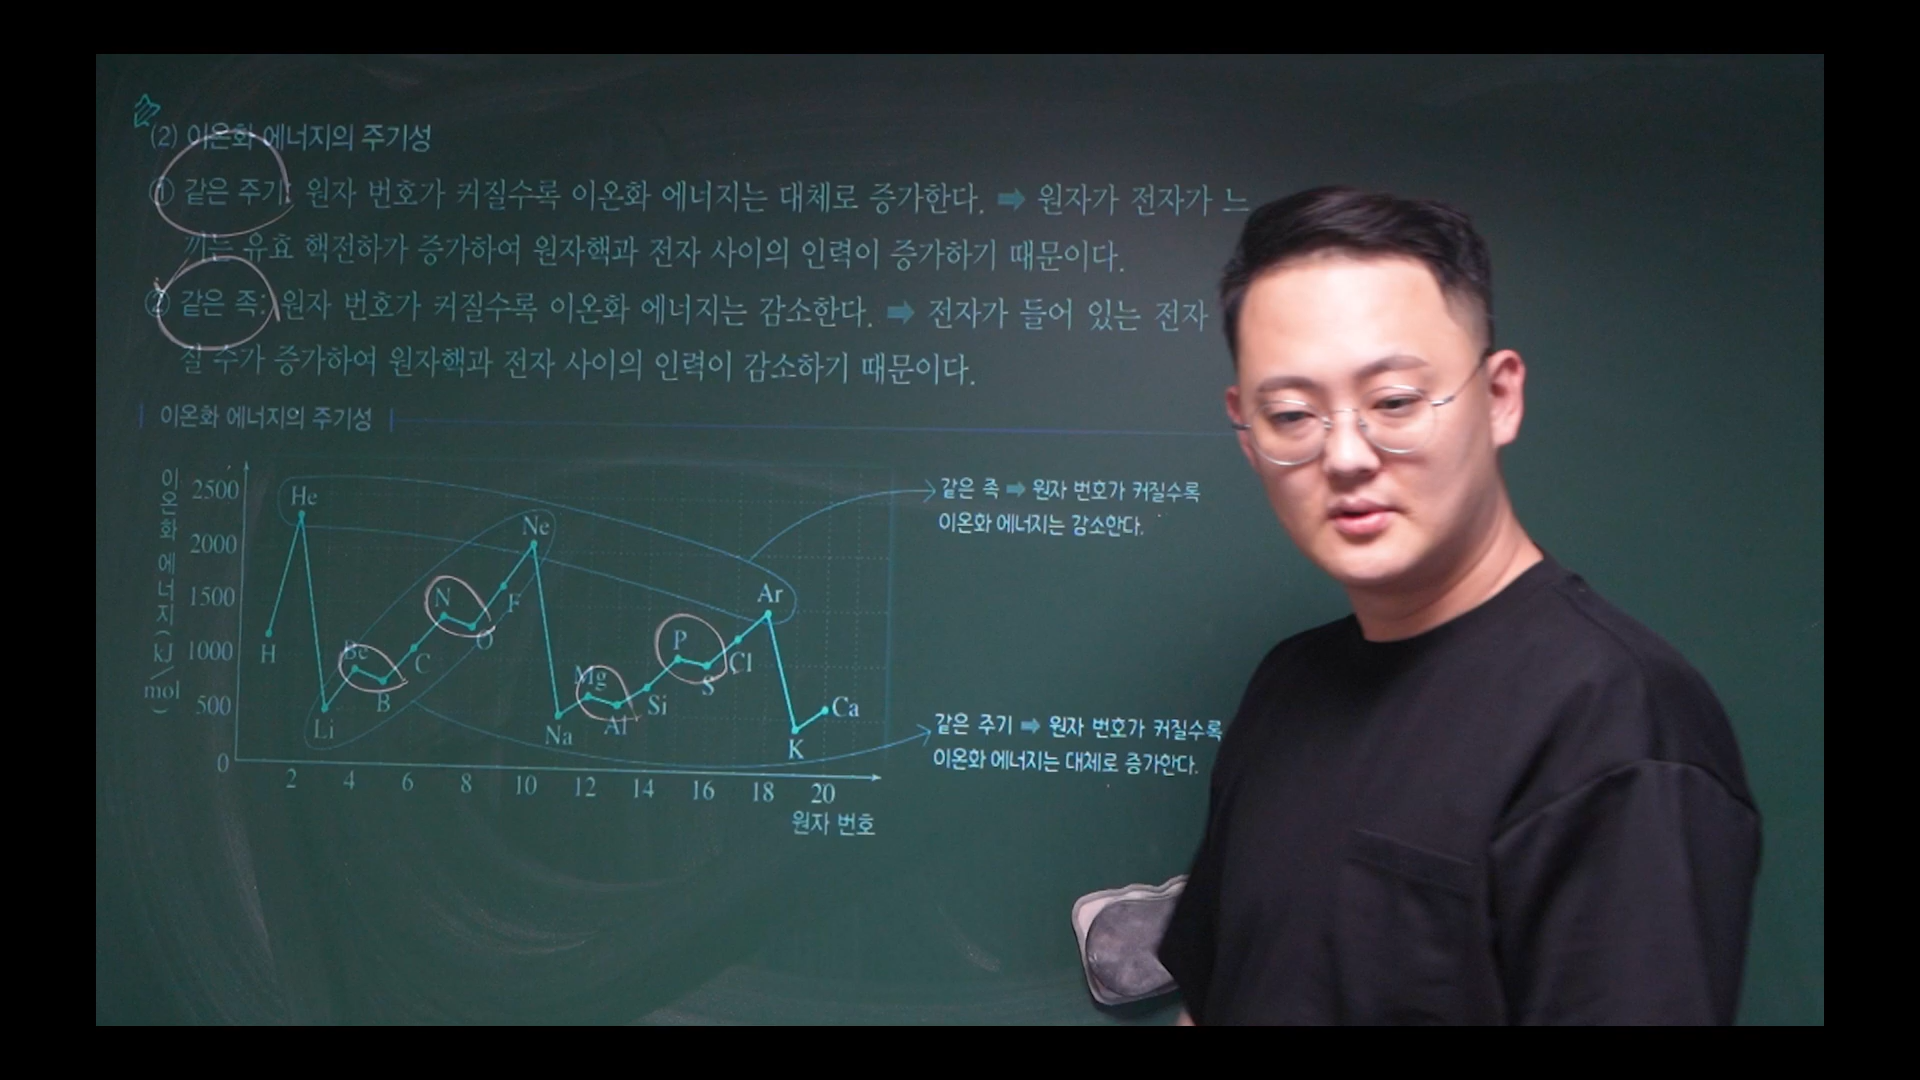 (2) 이온화 에너지의 주기성
① 같은 주기: 원자 번호가 커질수록 이온화 에너지는 대체로 증가한다. ➡ 원자가 전자가 느
끼는 유효 핵전하가 증가하여 원자핵과 전자 사이의 인력이 증가하기 때문이다.
② 같은 족: 원자 번호가 커질수록 이온화 에너지는 감소한다. ➡ 전자가 들어 있는 전자
질 수가 증가하여 원자핵과 전자 사이의 인력이 감소하기 때문이다.
이온화 에너지의 주기성
이온화 에너지(kJ/mol)
2500
2000
1500
1000
500
0
H
He
Li
Be
B
C
N
O
F
Ne
Na
Mg
Al
Si
P
S
Cl
Ar
K
Ca
2 4 6 8 10 12 14 16 18 20
원자 번호
같은 족 ➡ 원자 번호가 커질수록
이온화 에너지는 감소한다.
같은 주기 ➡ 원자 번호가 커질수록
이온화 에너지는 대체로 증가한다.